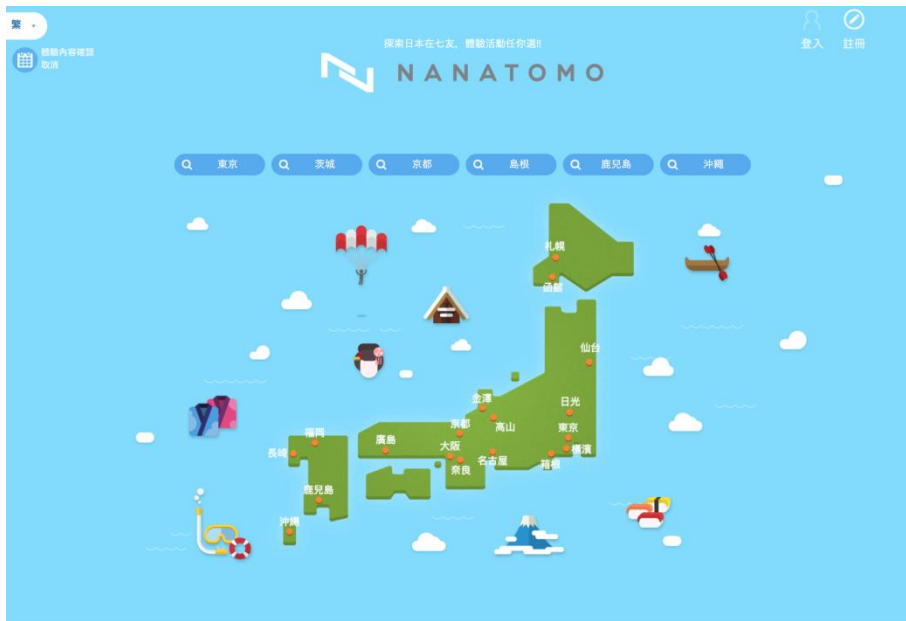 繁
體驗內容確認
取消
登入
註冊
探索日本在七友，體驗活動任你選!!
NANATOMO
東京
茨城
京都
島根
鹿兒島
沖繩
札幌
函館
仙台
金澤
日光
京都
高山
東京
福岡
廣島
大阪
橫濱
長崎
名古屋
箱根
奈良
鹿兒島
沖繩